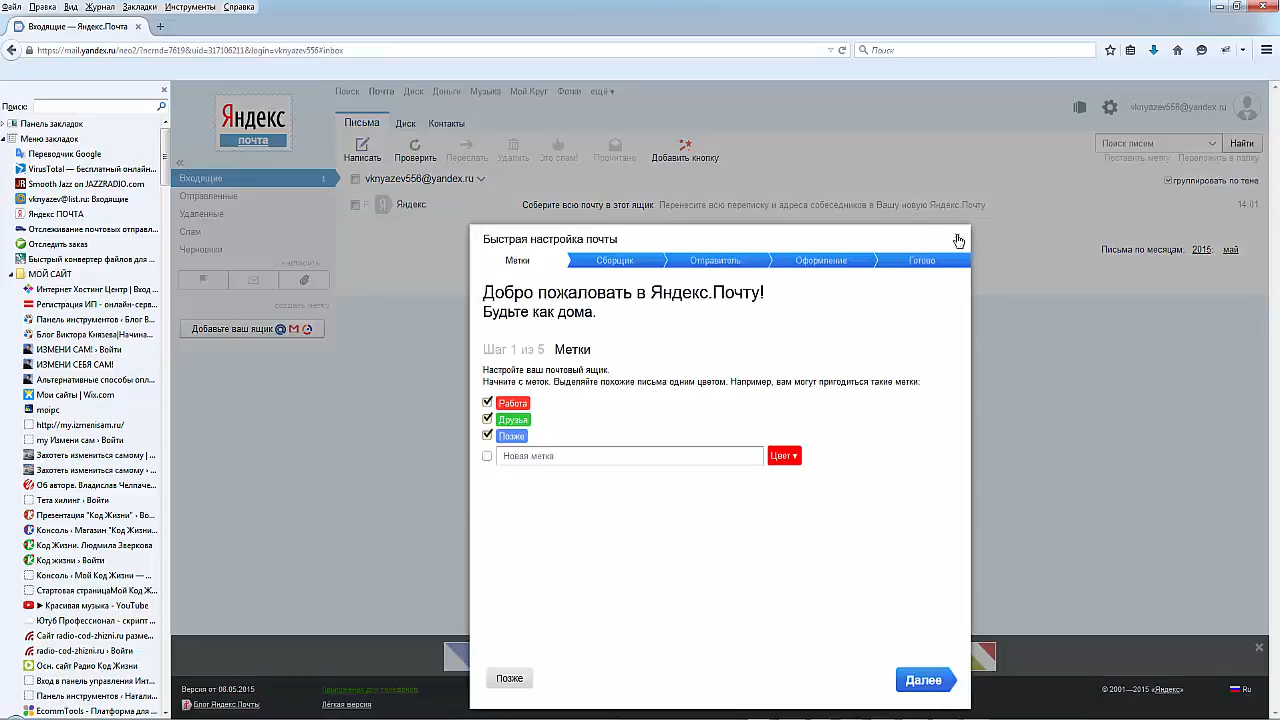 Файл Правка Вид Журнал Закладки Инструменты Справка
Входящие — Яндекс.Почта
https://mail.yandex.ru/neo2/?ncrnd=7619&uid=317106211&login=vknyazev556#inbox
Поиск
Поиск:
Панель закладок
Меню закладок
Переводчик Google
VirusTotal — бесплатный онлайн...
Smooth Jazz on JAZZRADIO.com
vknyazev@list.ru: Входящие
Яндекс ПОЧТА
Отслеживание почтовых отправл...
Отследить заказ
Быстрый конвертер файлов для ...
МОЙ САЙТ
Интернет Хостинг Центр | Вход ...
Регистрация ИП - онлайн-серв...
Панель инструментов ‹ Блог В...
Блог Виктора Князева|Начина...
ИЗМЕНИ САМ! › Войти
ИЗМЕНИ СЕБЯ САМ!
Альтернативные способы опл...
Мои сайты | Wix.com
moipc
http://my.izmenisam.ru/
my Измени сам › Войти
Захотеть измениться самому | ...
Захотеть измениться самому › ...
Об авторе. Владислав Челпаче...
Тета хилинг › Войти
Презентация "Код Жизни" › Во...
Консоль ‹ Магазин "Код Жизни...
Код Жизни. Людмила Зверкова
Код жизни › Войти
Консоль ‹ Мой Код Жизни — ...
Стартовая страницаМой Код Ж...
► Красивая музыка - YouTube
Ютуб Професcионал - скрипт ...
Сайт radio-cod-zhizni.ru размe...
radio-cod-zhizni.ru › Войти
Осн. сайт Радио Код Жизни
Вход в панель управления Инт...
Панель инструментов ‹ Натали...
EcommTools - Платформа для ...
Поиск Почта Диск Деньги Музыка Мой Круг Фотки ещё ▾
Яндекс
почта
Письма Диск Контакты
vknyazev556@yandex.ru
Написать Проверить Переслать Удалить Это спам! Прочитано Добавить кнопку
Поиск писем Найти
Поставить метку Переложить в папку
Входящие 1
Отправленные
Удаленные
Спам
Черновики
настроить
создать метку
Добавьте ваш ящик
vknyazev556@yandex.ru
группировать по теме
Я Яндекс Соберите всю почту в этот ящик Перенесите всю переписку и адреса собеседников в Вашу новую Яндекс.Почту 14:01
Письма по месяцам: 2015: май
Быстрая настройка почты
Метки Сборщик Отправитель Оформление Готово
Добро пожаловать в Яндекс.Почту!
Будьте как дома.
Шаг 1 из 5 Метки
Настройте ваш почтовый ящик.
Начните с меток. Выделяйте похожие письма одним цветом. Например, вам могут пригодиться такие метки:
Работа
Друзья
Позже
Новая метка Цвет ▾
Позже Далее
Версия от 06.05.2015 Приложения для телефонов
Клуб Яндекс.Почты Лёгкая версия
© 2001—2015 «Яндекс» Ru